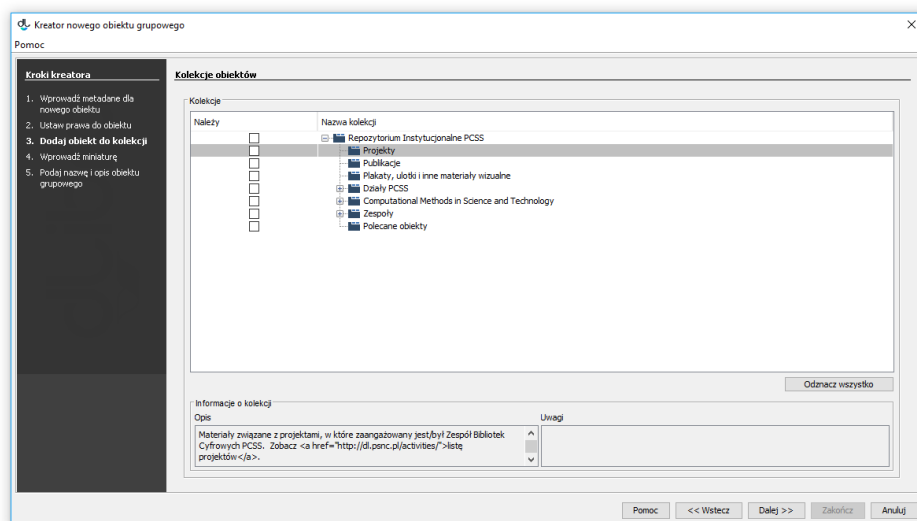 Kreator nowego obiektu grupowego
Pomoc
Kroki kreatora
1. Wprowadź metadane dla
nowego obiektu
2. Ustaw prawa do obiektu
3. Dodaj obiekt do kolekcji
4. Wprowadź miniaturę
5. Podaj nazwę i opis obiektu
grupowego
Kolekcje obiektów
Kolekcje
Należy Nazwa kolekcji
Repozytorium Instytucjonalne PCSS
Projekty
Publikacje
Plakaty, ulotki i inne materiały wizualne
Działy PCSS
Computational Methods in Science and Technology
Zespoły
Polecane obiekty
Odznacz wszystko
Informacje o kolekcji
Opis
Materiały związane z projektami, w które zaangażowany jest/był Zespół Bibliotek
Cyfrowych PCSS. Zobacz <a href="http://dl.psnc.pl/activities/">listę
projektów</a>.
Uwagi
Pomoc << Wstecz Dalej >> Zakończ Anuluj